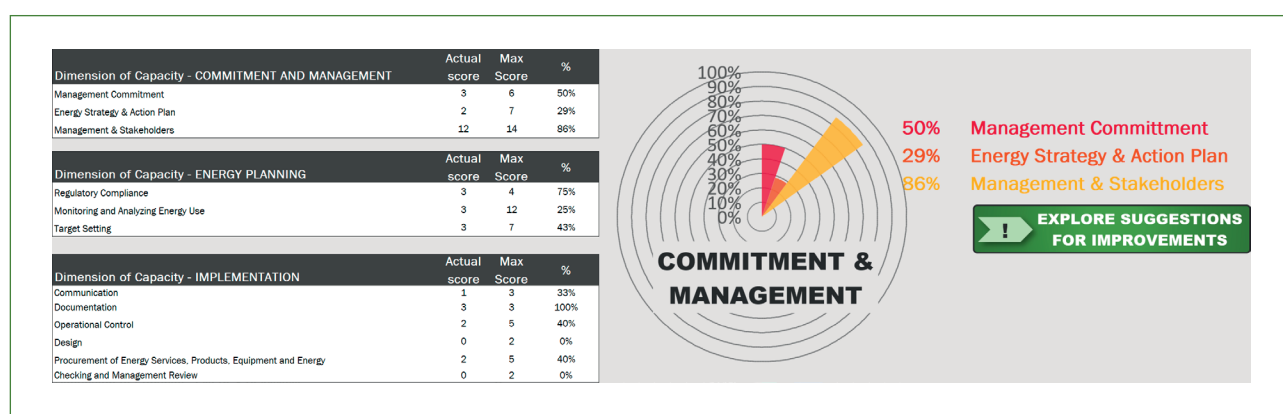 Dimension of Capacity - COMMITMENT AND MANAGEMENT Actual score Max Score %
Management Commitment 3 6 50%
Energy Strategy & Action Plan 2 7 29%
Management & Stakeholders 12 14 86%
Dimension of Capacity - ENERGY PLANNING Actual score Max Score %
Regulatory Compliance 3 4 75%
Monitoring and Analyzing Energy Use 3 12 25%
Target Setting 3 7 43%
Dimension of Capacity - IMPLEMENTATION Actual score Max Score %
Communication 1 3 33%
Documentation 3 3 100%
Operational Control 2 5 40%
Design 0 2 0%
Procurement of Energy Services, Products, Equipment and Energy 2 5 40%
Checking and Management Review 0 2 0%
100%
90%
80%
70%
60%
50%
40%
30%
20%
10%
0%
COMMITMENT &
MANAGEMENT
50% Management Committment
29% Energy Strategy & Action Plan
86% Management & Stakeholders
! EXPLORE SUGGESTIONS
FOR IMPROVEMENTS